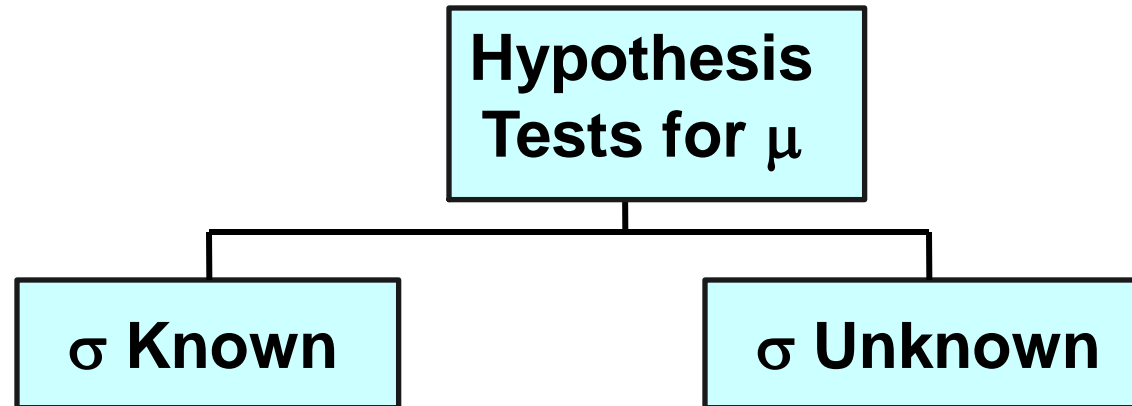 Hypothesis
Tests for μ
σ Known
σ Unknown